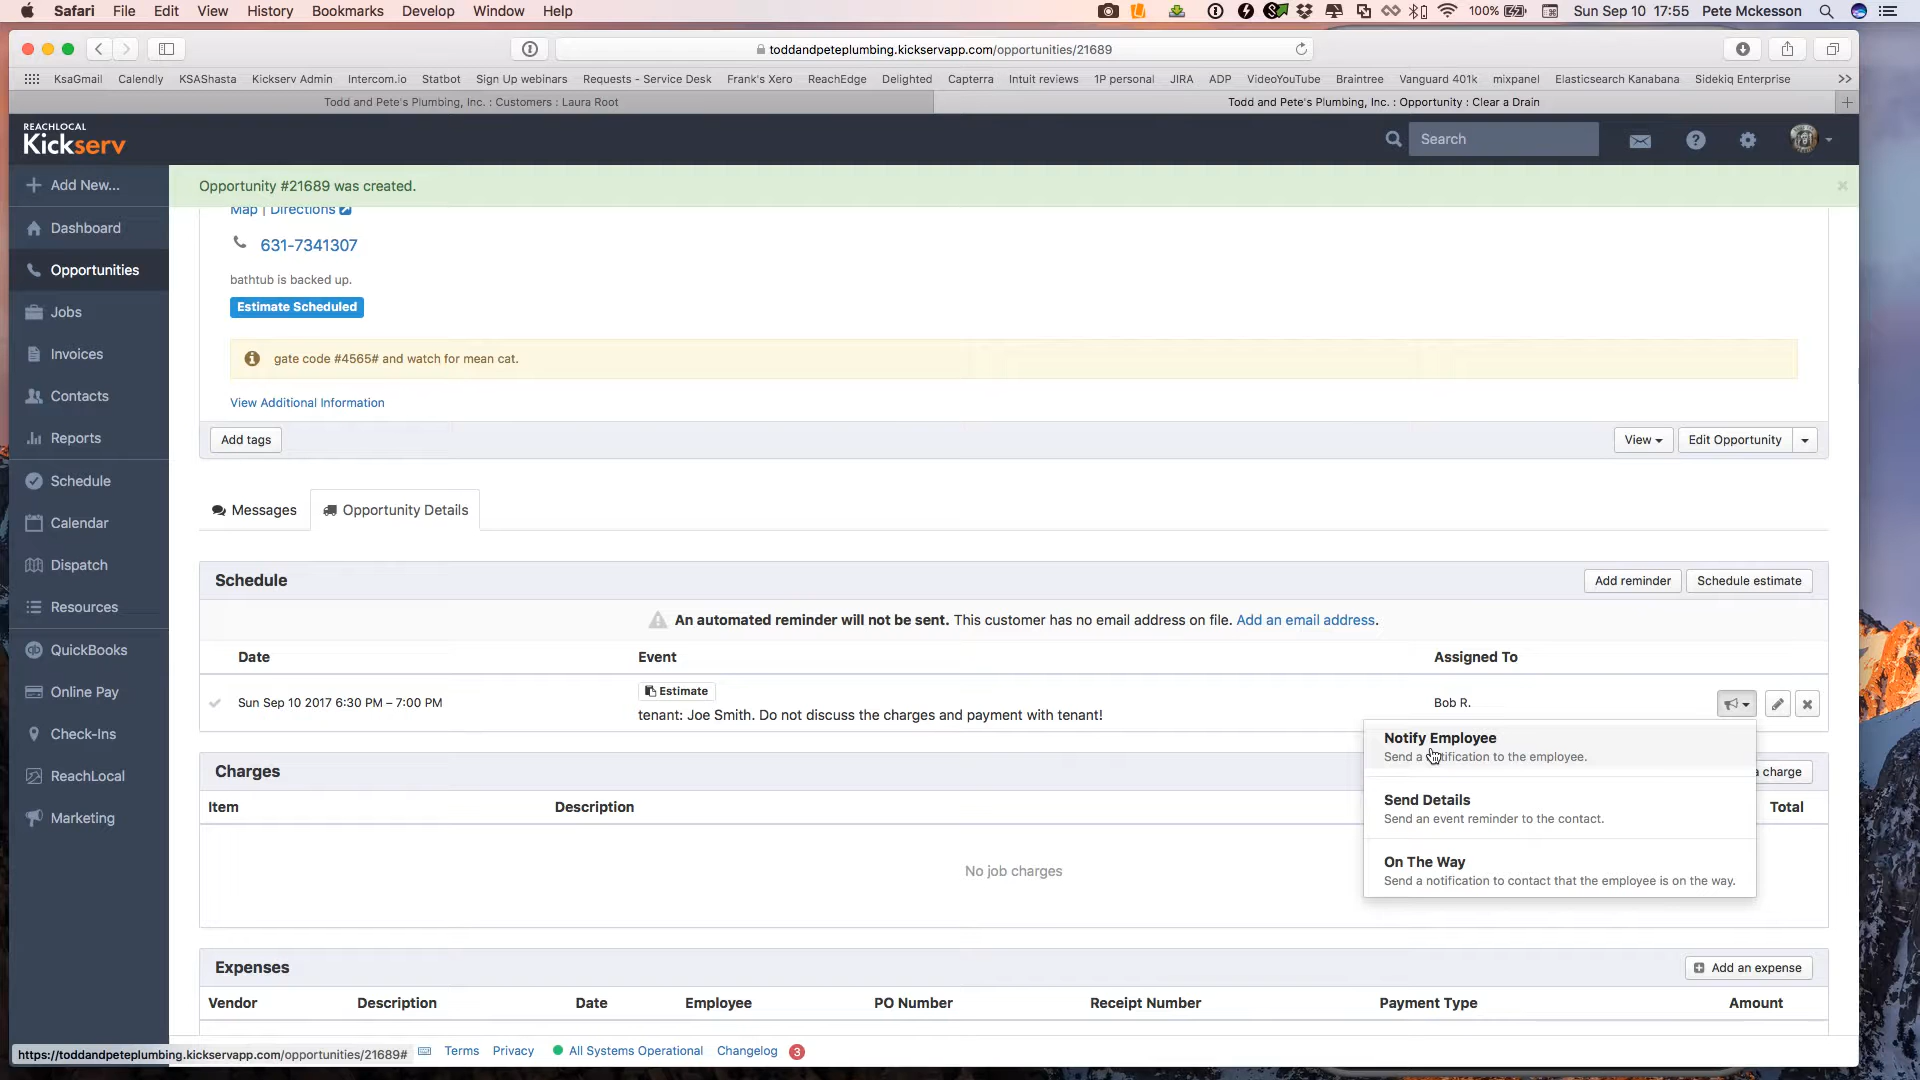 Safari File Edit View History Bookmarks Develop Window Help 100% Sun Sep 10 17:55 Pete Mckesson
toddandpeteplumbing.kickservapp.com/opportunities/21689
KsaGmail Calendly KSAShasta Kickserv Admin Intercom.io Statbot Sign Up webinars Requests - Service Desk Frank's Xero ReachEdge Delighted Capterra Intuit reviews 1P personal JIRA ADP VideoYouTube Braintree Vanguard 401k mixpanel Elasticsearch Kanabana Sidekiq Enterprise
Todd and Pete's Plumbing, Inc. : Customers : Laura Root Todd and Pete's Plumbing, Inc. : Opportunity : Clear a Drain
REACHLOCAL
Kickserv
Search
Add New...
Dashboard
Opportunities
Jobs
Invoices
Contacts
Reports
Schedule
Calendar
Dispatch
Resources
QuickBooks
Online Pay
Check-Ins
ReachLocal
Marketing
Opportunity #21689 was created.
Map | Directions
631-7341307
bathtub is backed up.
Estimate Scheduled
gate code #4565# and watch for mean cat.
View Additional Information
Add tags View Edit Opportunity
Messages Opportunity Details
Schedule Add reminder Schedule estimate
An automated reminder will not be sent. This customer has no email address on file. Add an email address.
Date Event Assigned To
Estimate
Sun Sep 10 2017 6:30 PM – 7:00 PM Bob R.
tenant: Joe Smith. Do not discuss the charges and payment with tenant!
Notify Employee
Send a notification to the employee.
Send Details
Send an event reminder to the contact.
On The Way
Send a notification to contact that the employee is on the way.
Charges a charge
Item Description Total
No job charges
Expenses Add an expense
Vendor Description Date Employee PO Number Receipt Number Payment Type Amount
https://toddandpeteplumbing.kickservapp.com/opportunities/21689# Terms Privacy All Systems Operational Changelog 3